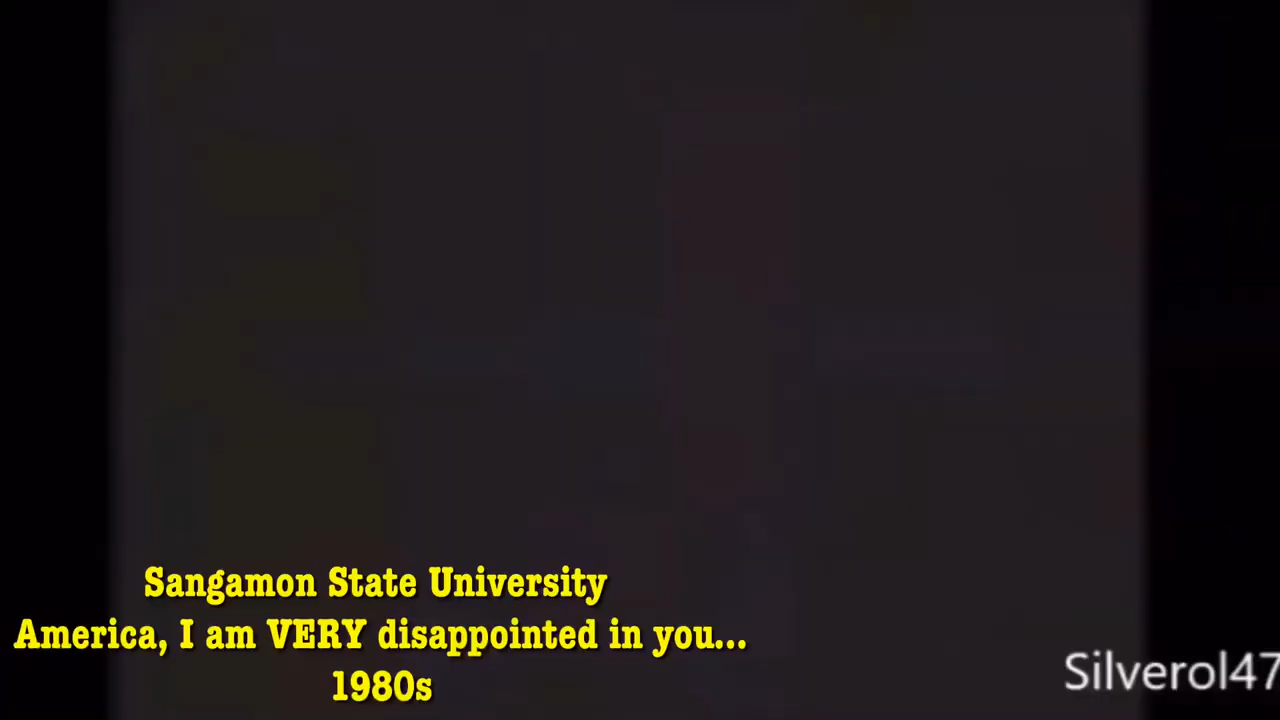 Sangamon State University
America, I am VERY disappointed in you...
1980s
Silverol47